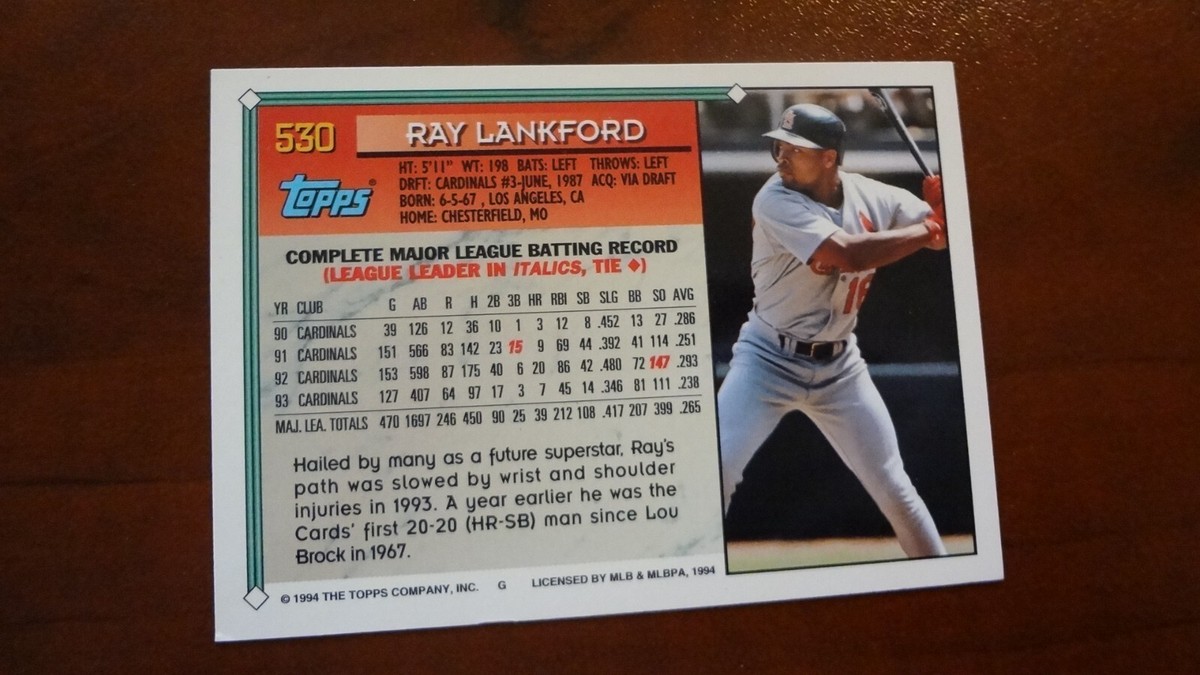 530
RAY LANKFORD
TOPPS®
HT: 5'11" WT: 198 BATS: LEFT THROWS: LEFT
DRFT: CARDINALS #3-JUNE, 1987 ACQ: VIA DRAFT
BORN: 6-5-67 , LOS ANGELES, CA
HOME: CHESTERFIELD, MO
COMPLETE MAJOR LEAGUE BATTING RECORD
(LEAGUE LEADER IN ITALICS, TIE ◆)
YR CLUB G AB R H 2B 3B HR RBI SB SLG BB SO AVG
90 CARDINALS 39 126 12 36 10 1 3 12 8 .452 13 27 .286
91 CARDINALS 151 566 83 142 23 15 9 69 44 .392 41 114 .251
92 CARDINALS 153 598 87 175 40 6 20 86 42 .480 72 147 .293
93 CARDINALS 127 407 64 97 17 3 7 45 14 .346 81 111 .238
MAJ. LEA. TOTALS 470 1697 246 450 90 25 39 212 108 .417 207 399 .265
Hailed by many as a future superstar, Ray's
path was slowed by wrist and shoulder
injuries in 1993. A year earlier he was the
Cards' first 20-20 (HR-SB) man since Lou
Brock in 1967.
© 1994 THE TOPPS COMPANY, INC. G LICENSED BY MLB & MLBPA, 1994
16